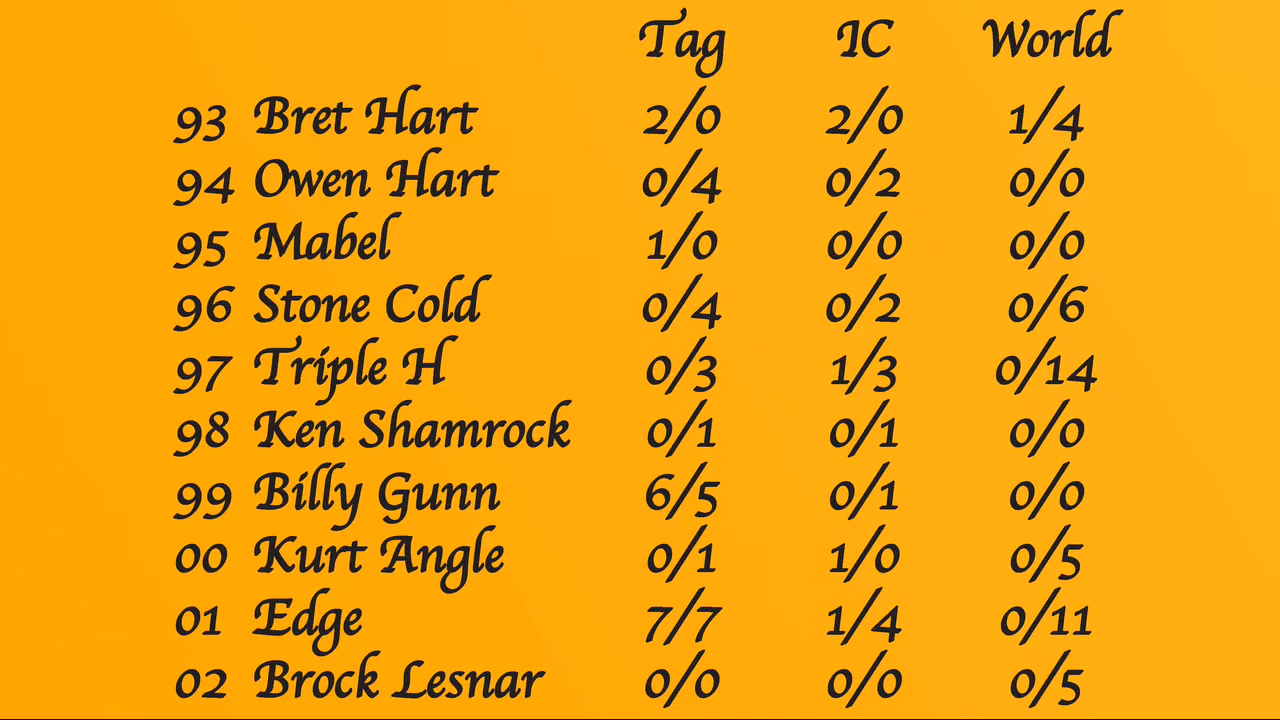 Tag IC World
93 Bret Hart 2/0 2/0 1/4
94 Owen Hart 0/4 0/2 0/0
95 Mabel 1/0 0/0 0/0
96 Stone Cold 0/4 0/2 0/6
97 Triple H 0/3 1/3 0/14
98 Ken Shamrock 0/1 0/1 0/0
99 Billy Gunn 6/5 0/1 0/0
00 Kurt Angle 0/1 1/0 0/5
01 Edge 7/7 1/4 0/11
02 Brock Lesnar 0/0 0/0 0/5